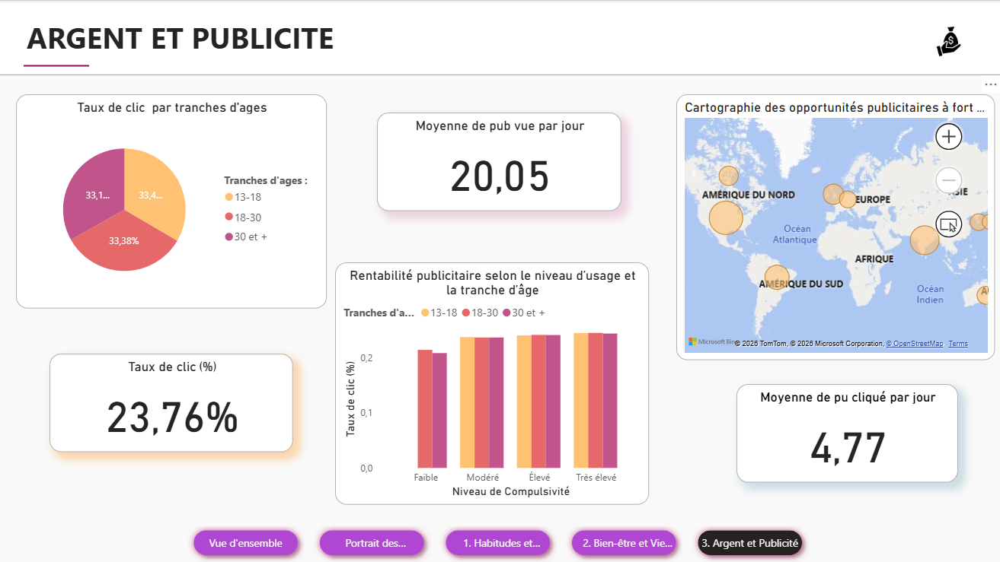 ARGENT ET PUBLICITE
$
...
Taux de clic par tranches d'ages
33,1...
33,4...
33,38%
Tranches d'ages :
13-18
18-30
30 et +
Moyenne de pub vue par jour
20,05
Cartographie des opportunités publicitaires à fort ...
AMÉRIQUE DU NORD
EUROPE
ASIE
Océan
Atlantique
AFRIQUE
AMÉRIQUE DU SUD
Océan
Indien
Microsoft Bing
© 2026 TomTom, © 2026 Microsoft Corporation, © OpenStreetMap Terms
Rentabilité publicitaire selon le niveau d’usage et
la tranche d’âge
Tranches d'a... 13-18 18-30 30 et +
Taux de clic (%)
0,2
0,1
0,0
Faible Modéré Élevé Très élevé
Niveau de Compulsivité
Taux de clic (%)
23,76%
Moyenne de pu cliqué par jour
4,77
Vue d'ensemble
Portrait des...
1. Habitudes et...
2. Bien-être et Vie...
3. Argent et Publicité